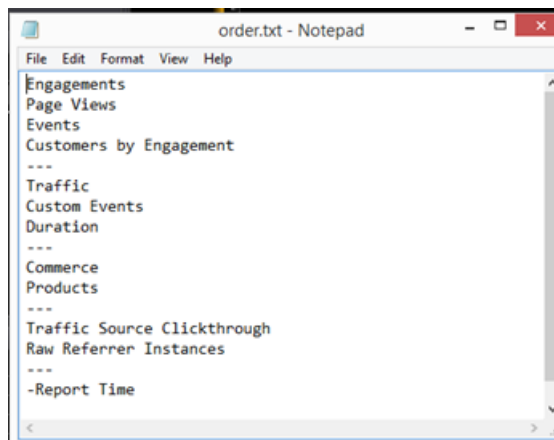 order.txt - Notepad
File Edit Format View Help
Engagements
Page Views
Events
Customers by Engagement
---
Traffic
Custom Events
Duration
---
Commerce
Products
---
Traffic Source Clickthrough
Raw Referrer Instances
---
-Report Time